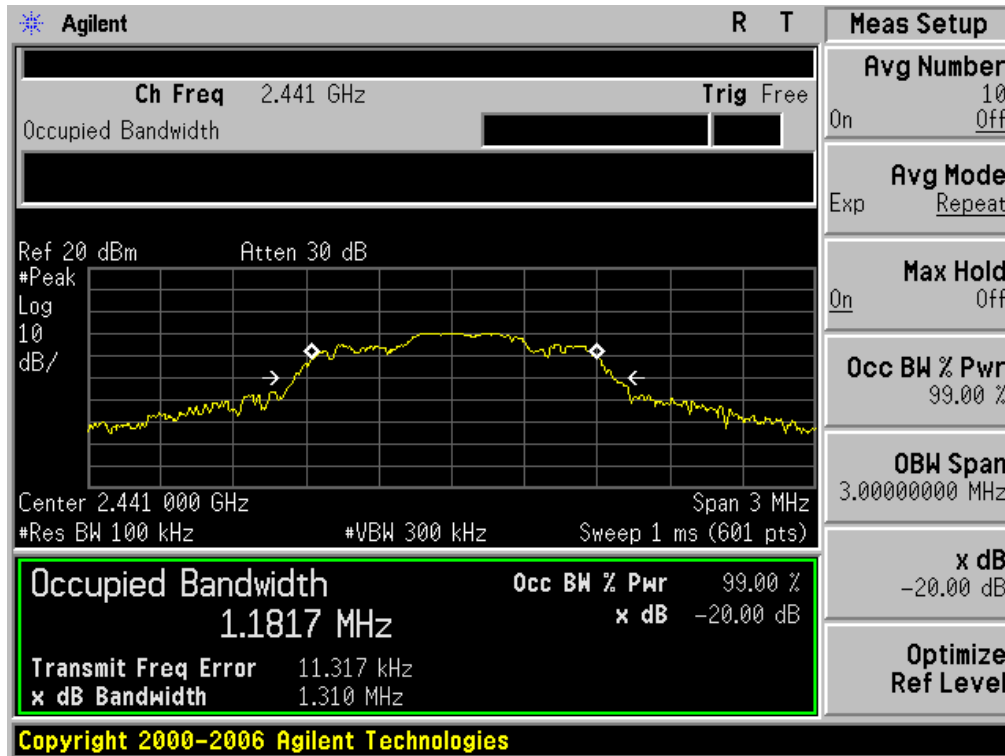 Agilent R T
Ch Freq 2.441 GHz Trig Free
Occupied Bandwidth
Ref 20 dBm Atten 30 dB
#Peak
Log
10
dB/
Center 2.441 000 GHz Span 3 MHz
#Res BW 100 kHz #VBW 300 kHz Sweep 1 ms (601 pts)
Occupied Bandwidth
1.1817 MHz
Occ BW % Pwr 99.00 %
x dB -20.00 dB
Transmit Freq Error 11.317 kHz
x dB Bandwidth 1.310 MHz
Copyright 2000-2006 Agilent Technologies
Meas Setup
Avg Number
10
On Off
Avg Mode
Exp Repeat
Max Hold
On Off
Occ BW % Pwr
99.00 %
OBW Span
3.00000000 MHz
x dB
-20.00 dB
Optimize
Ref Level